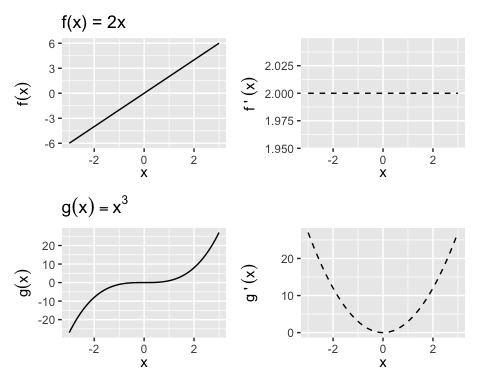 f(x) = 2x
f(x)
6
3
0
-3
-6
-2 0 2
x
f ' (x)
2.025
2.000
1.975
1.950
-2 0 2
x
g(x) = x³
g(x)
20
10
0
-10
-20
-2 0 2
x
g ' (x)
20
10
0
-2 0 2
x